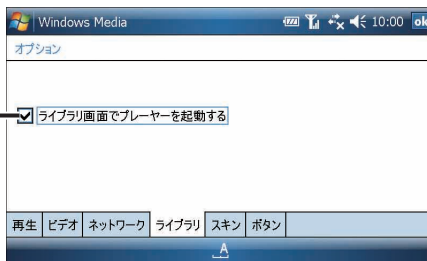 Windows Media 10:00 ok
オプション
ライブラリ画面でプレーヤーを起動する
再生 ビデオ ネットワーク ライブラリ スキン ボタン
A